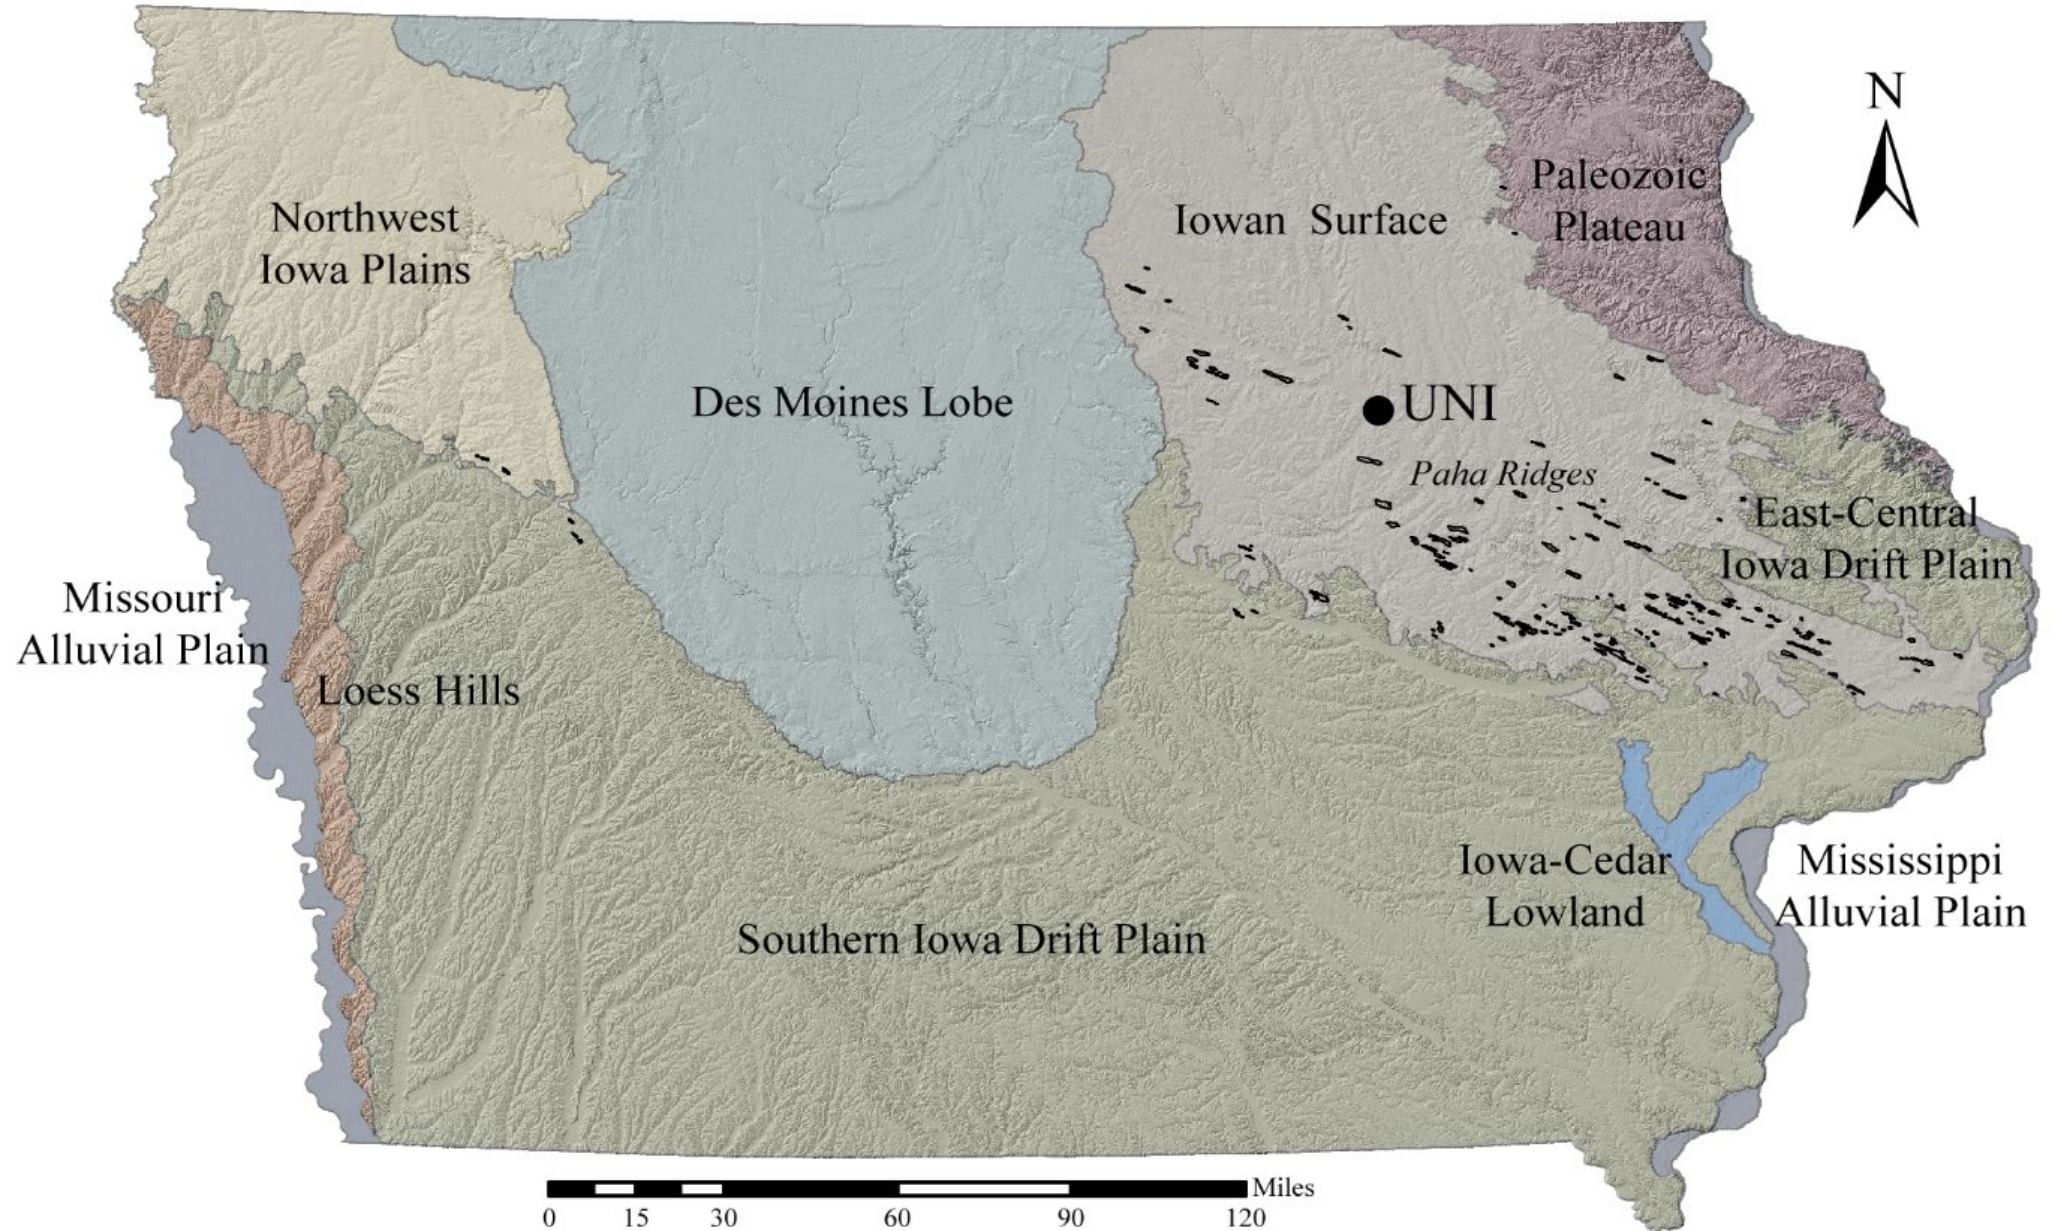 N
Paleozoic
Plateau
Northwest
Iowa Plains
Iowan Surface
Des Moines Lobe
UNI
Paha Ridges
East-Central
Iowa Drift Plain
Missouri
Alluvial Plain
Loess Hills
Iowa-Cedar
Lowland
Mississippi
Alluvial Plain
Southern Iowa Drift Plain
Miles
0 15 30 60 90 120